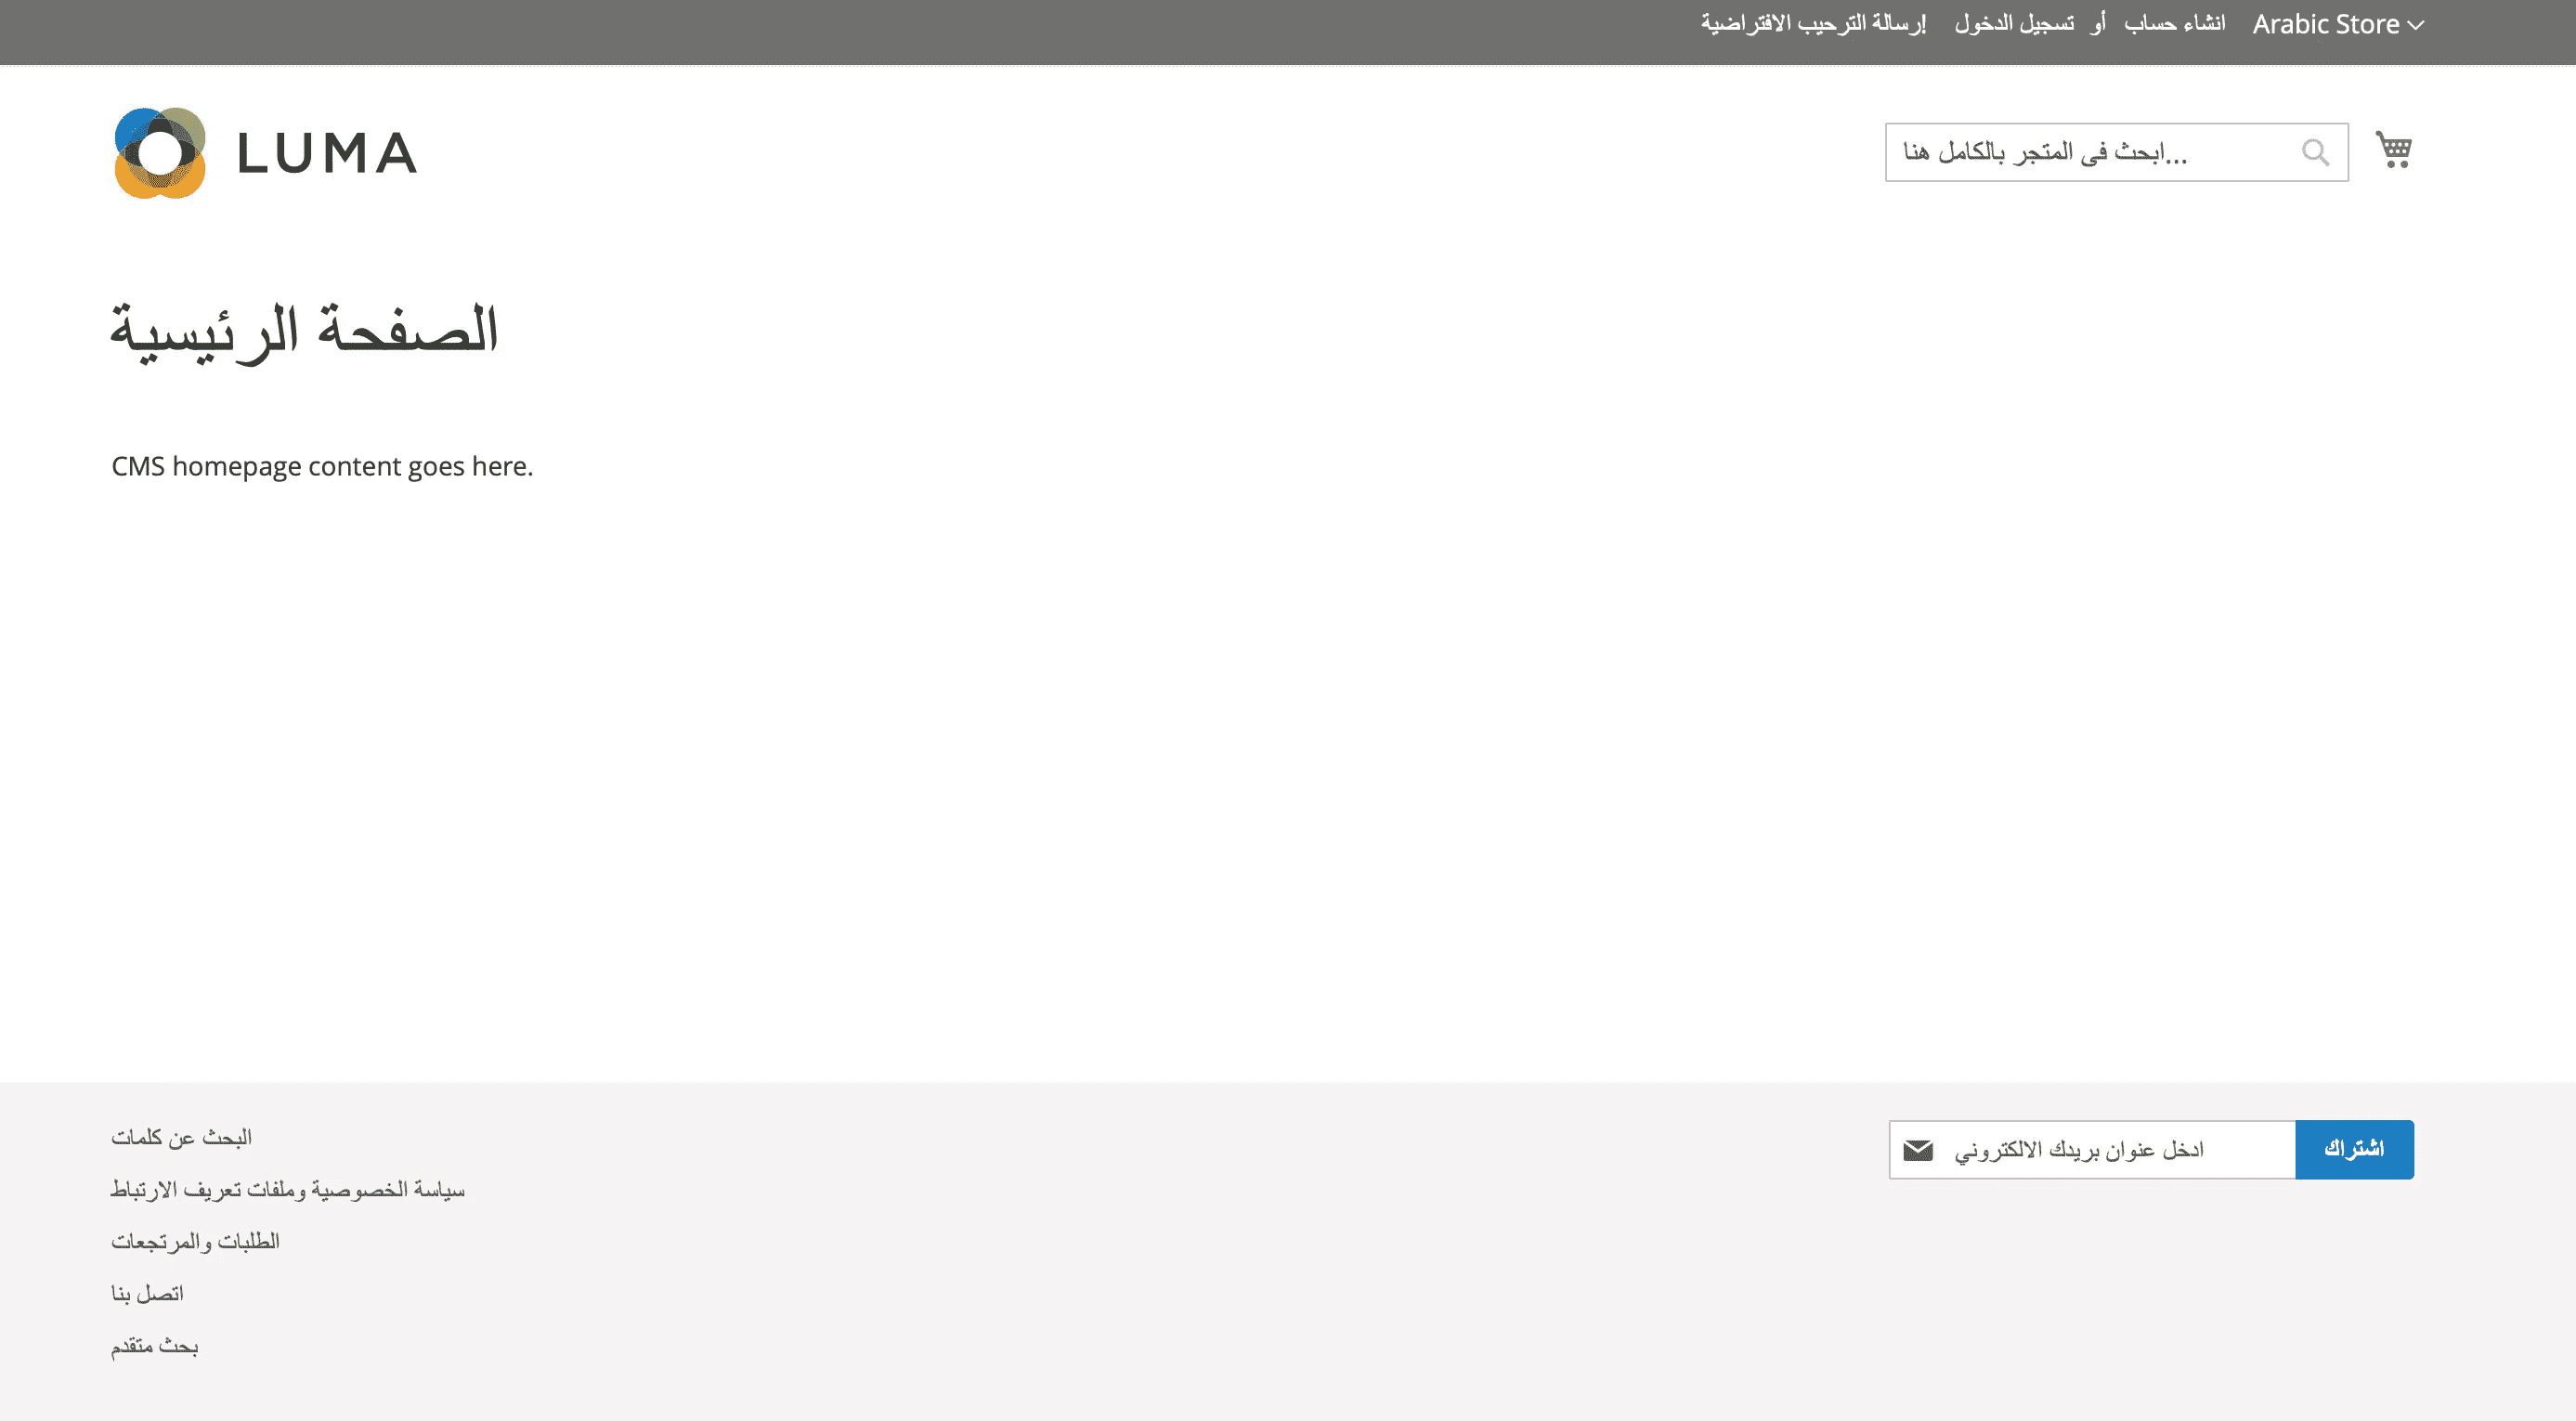 رسالة الترحيب الافتراضية! تسجيل الدخول أو انشاء حساب Arabic Store
LUMA
ابحث فى المتجر بالكامل هنا...
الصفحة الرئيسية
CMS homepage content goes here.
البحث عن كلمات
سياسة الخصوصية وملفات تعريف الارتباط
الطلبات والمرتجعات
اتصل بنا
بحث متقدم
ادخل عنوان بريدك الالكتروني
اشتراك